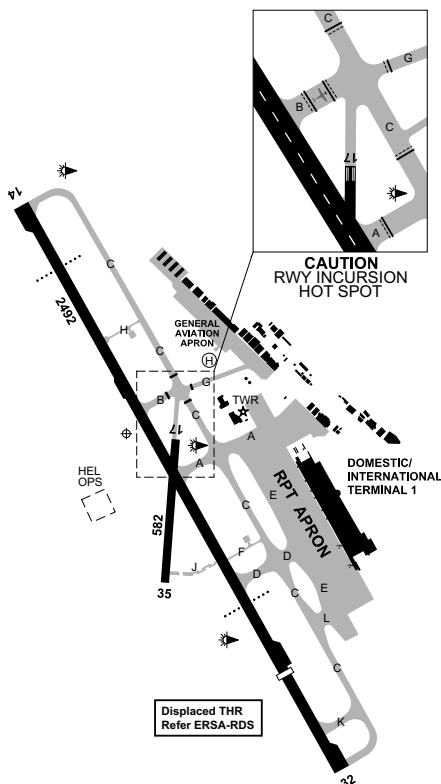 C
G
B
C
17
A
CAUTION
RWY INCURSION
HOT SPOT
14
C
2492
H
GENERAL
AVIATION
APRON
C
H
G
B
C
TWR
17
A
A
DOMESTIC/
INTERNATIONAL
TERMINAL 1
HEL
OPS
E
RPT APRON
C
582
F
J
D
D
35
C
E
L
C
Displaced THR
Refer ERSA-RDS
K
32